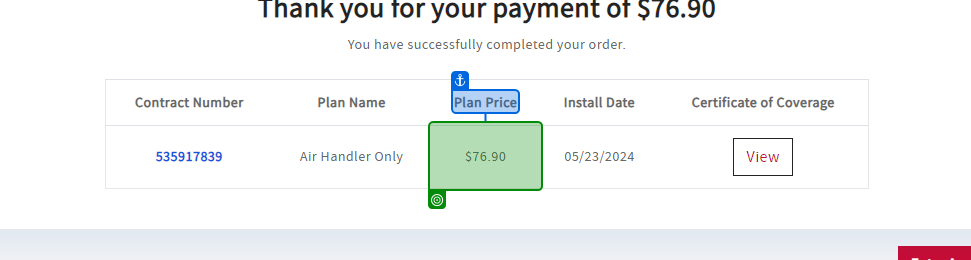 Thank you for your payment of $76.90
You have successfully completed your order.
Contract Number Plan Name Plan Price Install Date Certificate of Coverage
535917839 Air Handler Only $76.90 05/23/2024 View